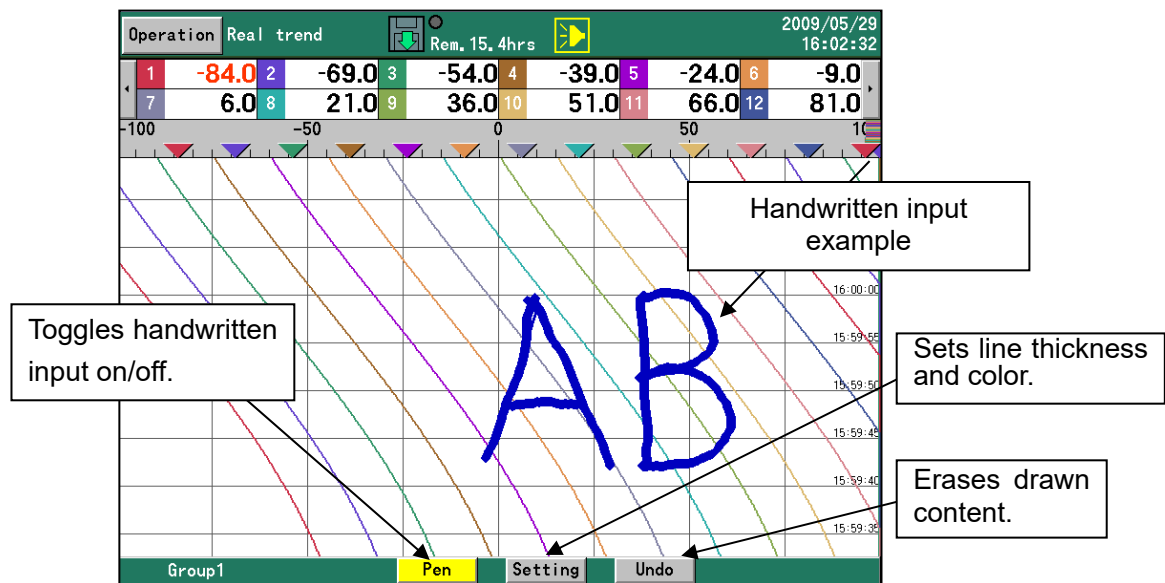 Operation Real trend Rem.15.4hrs 2009/05/29
16:02:32
1 -84.0 2 -69.0 3 -54.0 4 -39.0 5 -24.0 6 -9.0
7 6.0 8 21.0 9 36.0 10 51.0 11 66.0 12 81.0
-100 -50 0 50
Handwritten input
example
16:00:00
Toggles handwritten
input on/off.
15:59:55
Sets line thickness
and color.
15:59:50
AB
15:59:45
15:59:40
Erases drawn
content.
15:59:35
Group1 Pen Setting Undo